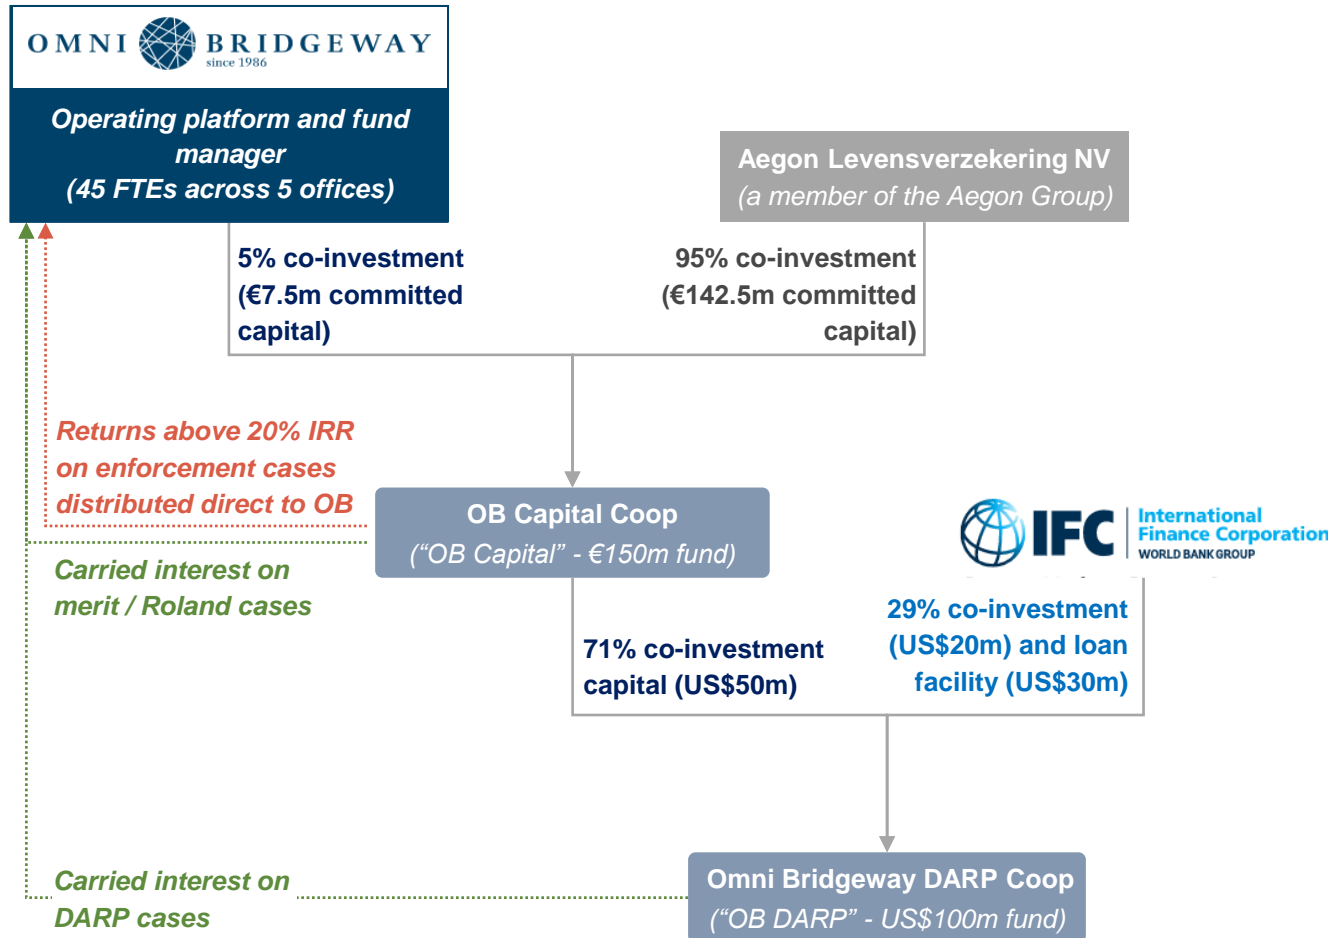 OMNI BRIDGEWAY
since 1986
Operating platform and fund
manager
(45 FTEs across 5 offices)
Aegon Levensverzekering NV
(a member of the Aegon Group)
5% co-investment
(€7.5m committed
capital)
95% co-investment
(€142.5m committed
capital)
Returns above 20% IRR
on enforcement cases
distributed direct to OB
OB Capital Coop
(“OB Capital” - €150m fund)
IFC
International
Finance Corporation
WORLD BANK GROUP
Carried interest on
merit / Roland cases
71% co-investment
capital (US$50m)
29% co-investment
(US$20m) and loan
facility (US$30m)
Carried interest on
DARP cases
Omni Bridgeway DARP Coop
(“OB DARP” - US$100m fund)